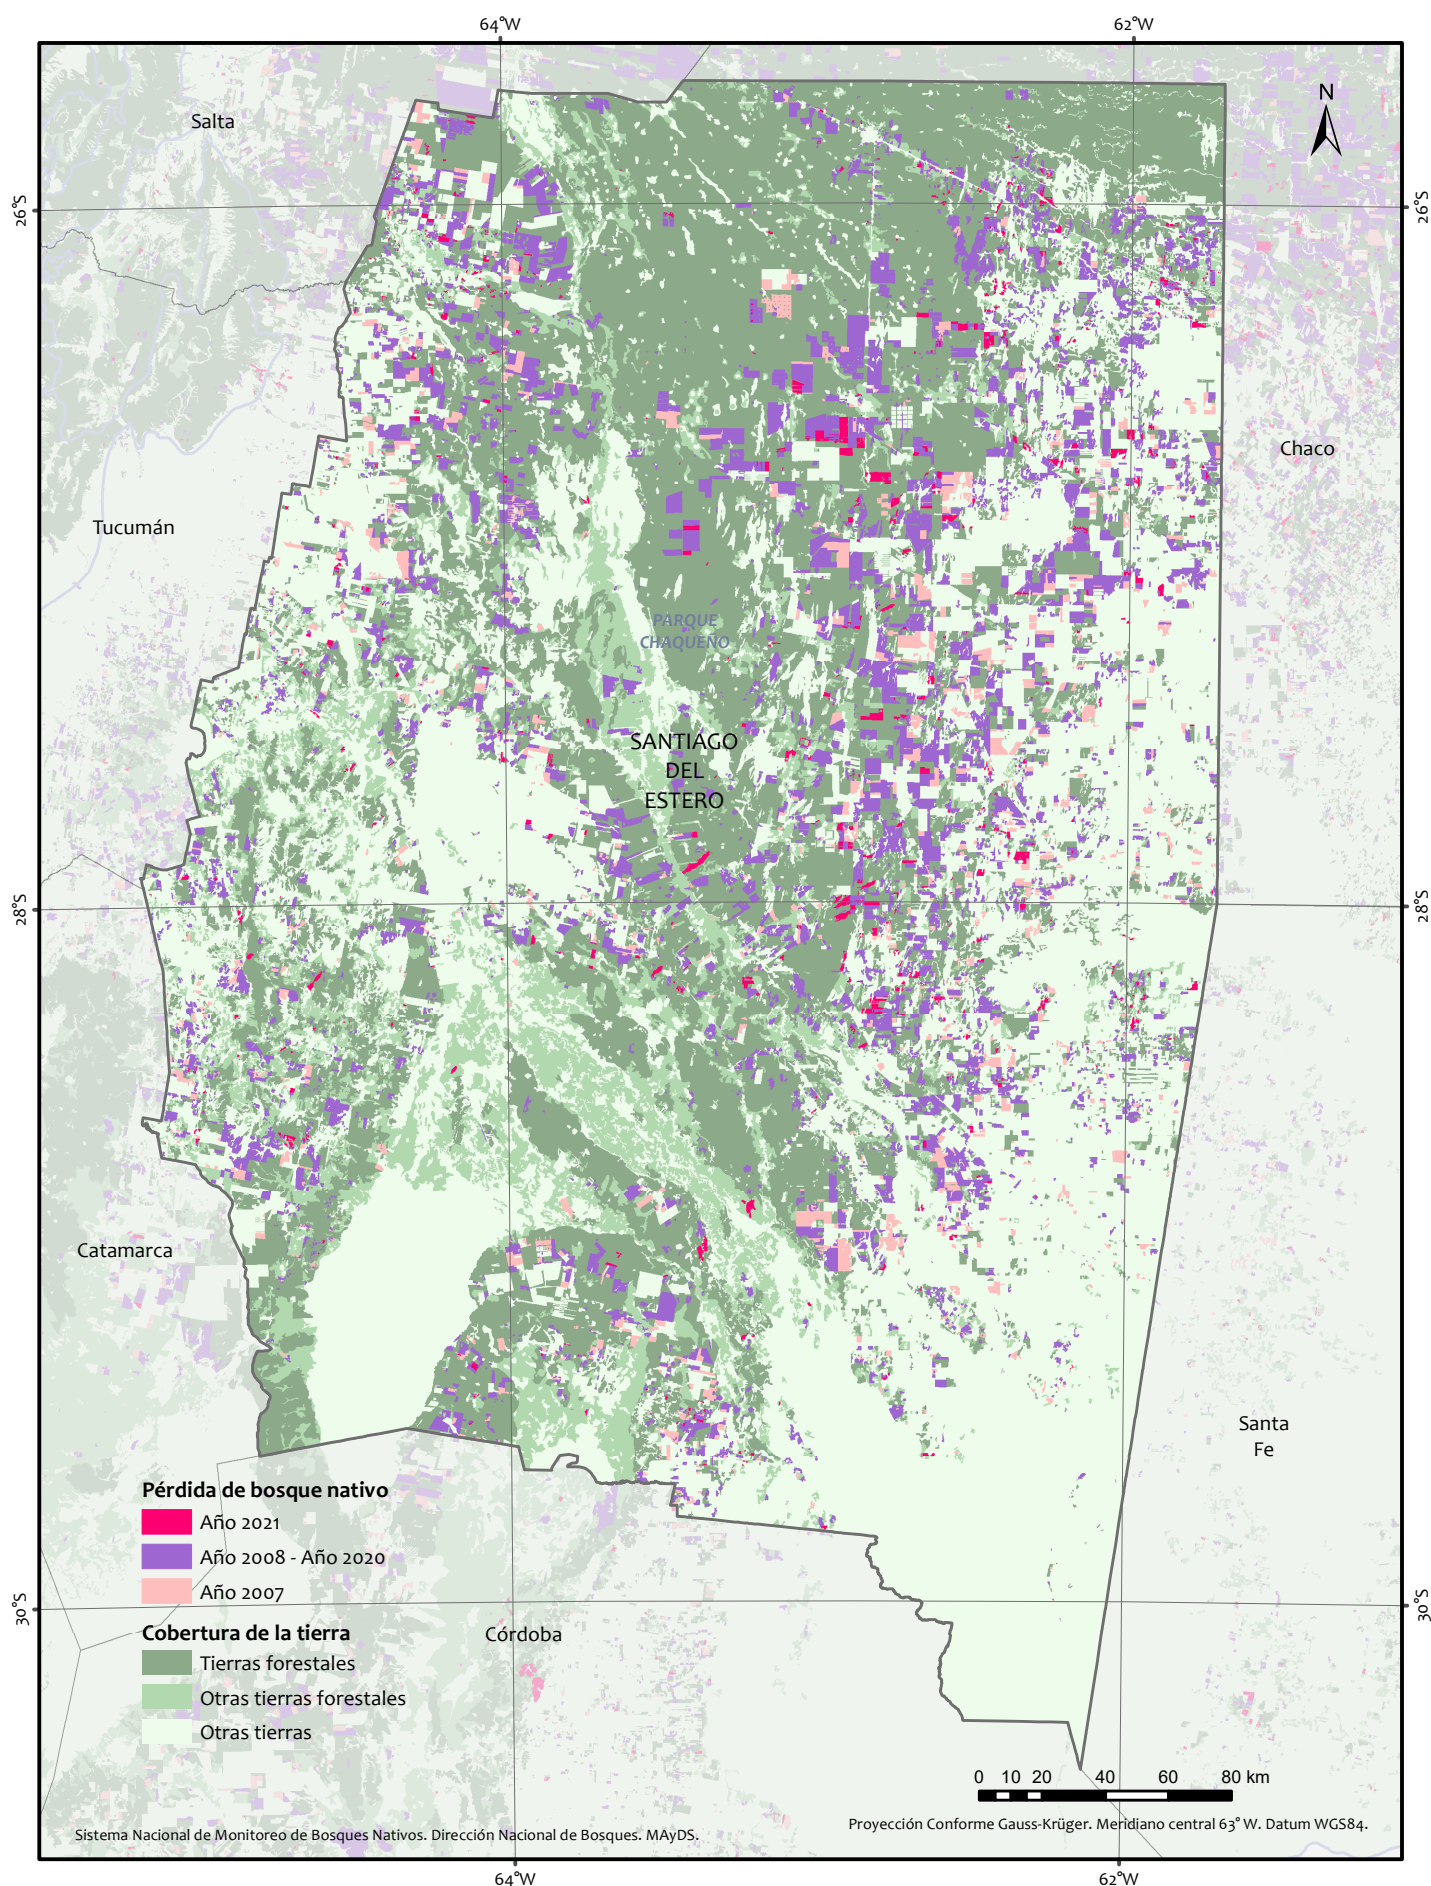 64°W
62°W
N
Salta
26°S
26°S
Chaco
Tucumán
PARQUE
CHAQUEÑO
SANTIAGO
DEL
ESTERO
28°S
28°S
Catamarca
Santa
Fe
Pérdida de bosque nativo
Año 2021
Año 2008 - Año 2020
Año 2007
30°S
30°S
Cobertura de la tierra
Tierras forestales
Otras tierras forestales
Otras tierras
Córdoba
0 10 20 40 60 80 km
Proyección Conforme Gauss-Krüger. Meridiano central 63° W. Datum WGS84.
Sistema Nacional de Monitoreo de Bosques Nativos. Dirección Nacional de Bosques. MAyDS.
64°W
62°W